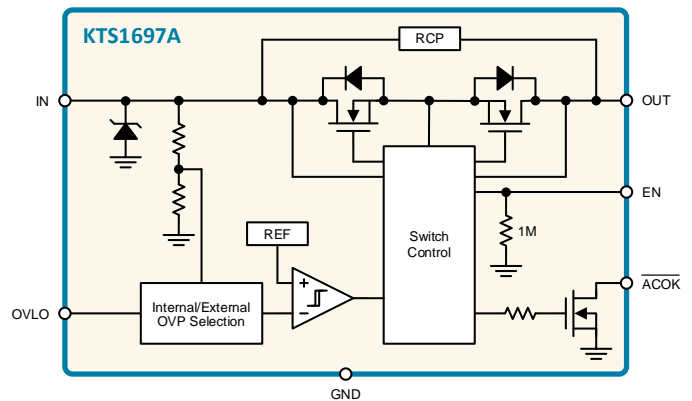 KTS1697A
RCP
IN
OUT
EN
REF
Switch
Control
1M
ACOK
OVLO
Internal/External
OVP Selection
+
−
GND